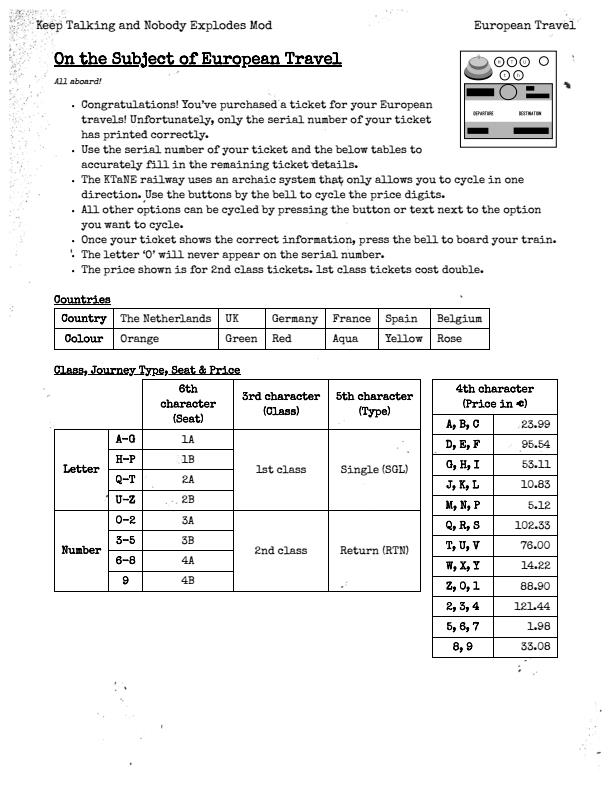 Keep Talking and Nobody Explodes Mod European Travel
On the Subject of European Travel
All aboard!
DEPARTURE DESTINATION
• Congratulations! You've purchased a ticket for your European
travels! Unfortunately, only the serial number of your ticket
has printed correctly.
• Use the serial number of your ticket and the below tables to
accurately fill in the remaining ticket details.
• The KTaNE railway uses an archaic system that only allows you to cycle in one
direction. Use the buttons by the bell to cycle the price digits.
• All other options can be cycled by pressing the button or text next to the option
you want to cycle.
• Once your ticket shows the correct information, press the bell to board your train.
• The letter 'O' will never appear on the serial number.
• The price shown is for 2nd class tickets. 1st class tickets cost double.
Countries
Country The Netherlands UK Germany France Spain Belgium
Colour Orange Green Red Aqua Yellow Rose
Class, Journey Type, Seat & Price
6th
character
(Seat)
3rd character
(Class)
5th character
(Type)
Letter
A-G 1A
H-P 1B
Q-T 2A
U-Z 2B
1st class
Single (SGL)
Number
0-2 3A
3-5 3B
6-8 4A
9 4B
2nd class
Return (RTN)
4th character
(Price in €)
A, B, C 23.99
D, E, F 95.54
G, H, I 53.11
J, K, L 10.83
M, N, P 5.12
Q, R, S 102.33
T, U, V 76.00
W, X, Y 14.22
Z, 0, 1 88.90
2, 3, 4 121.44
5, 6, 7 1.98
8, 9 33.08